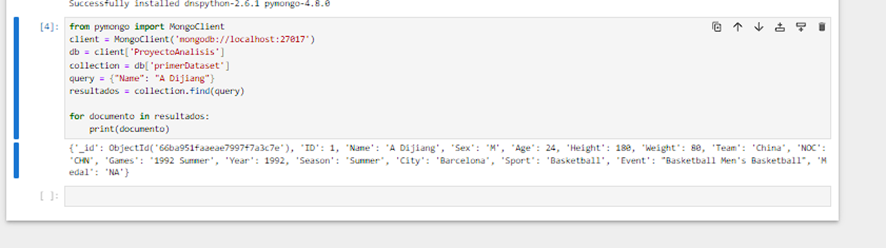 Successfully installed dnspython-2.6.1 pymongo-4.8.0
[4]: from pymongo import MongoClient
client = MongoClient('mongodb://localhost:27017')
db = client['ProyectoAnalisis']
collection = db['primerDataset']
query = {"Name": "A Dijiang"}
resultados = collection.find(query)
for documento in resultados:
    print(documento)
{'_id': ObjectId('66ba951faaeae7997f7a3c7e'), 'ID': 1, 'Name': 'A Dijiang', 'Sex': 'M', 'Age': 24, 'Height': 180, 'Weight': 80, 'Team': 'China', 'NOC':
'CHN', 'Games': '1992 Summer', 'Year': 1992, 'Season': 'Summer', 'City': 'Barcelona', 'Sport': 'Basketball', 'Event': "Basketball Men's Basketball", 'M
edal': 'NA'}
[ ]: